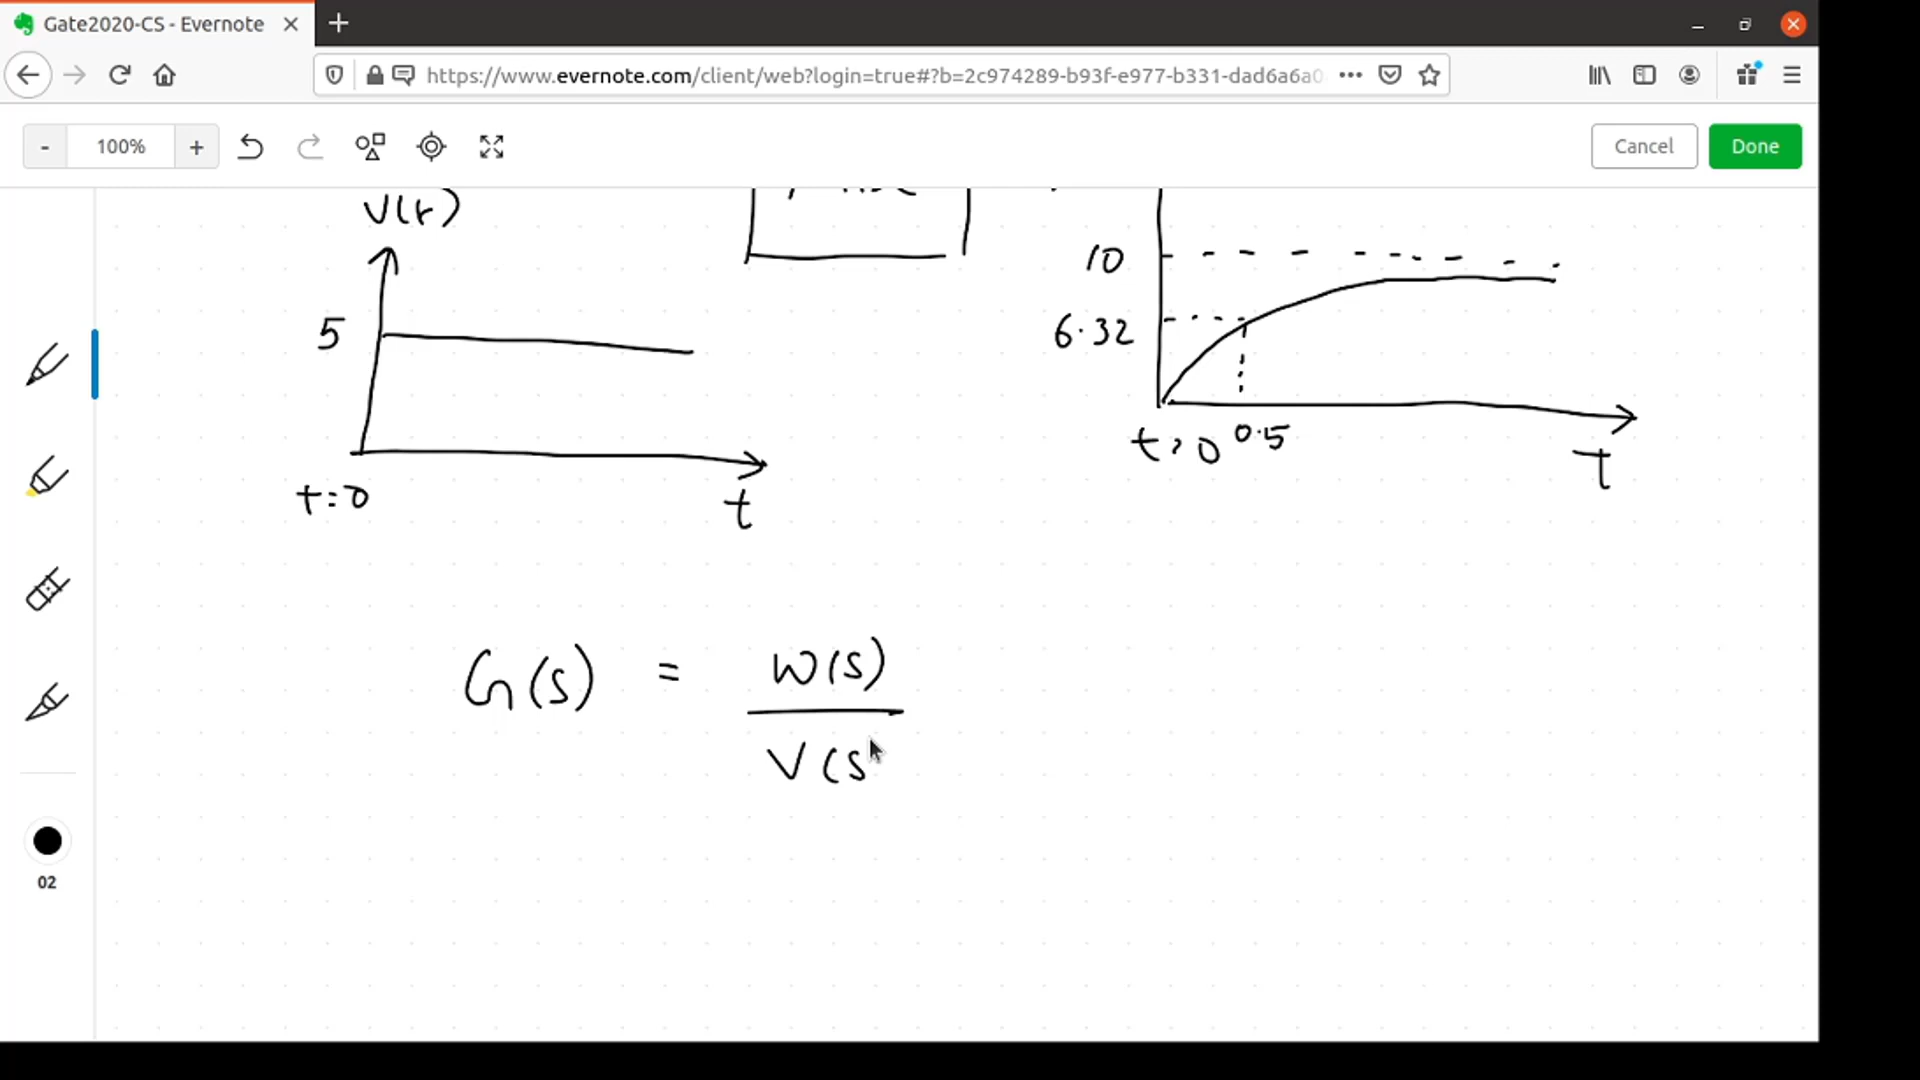 Gate2020-CS - Evernote
https://www.evernote.com/client/web?login=true#?b=2c974289-b93f-e977-b331-dad6a6a0
- 100% +
Cancel Done
V(t)
10
5
6.32
t=0 0.5
t
t=0
t
G(s) = W(s)
V(s
02